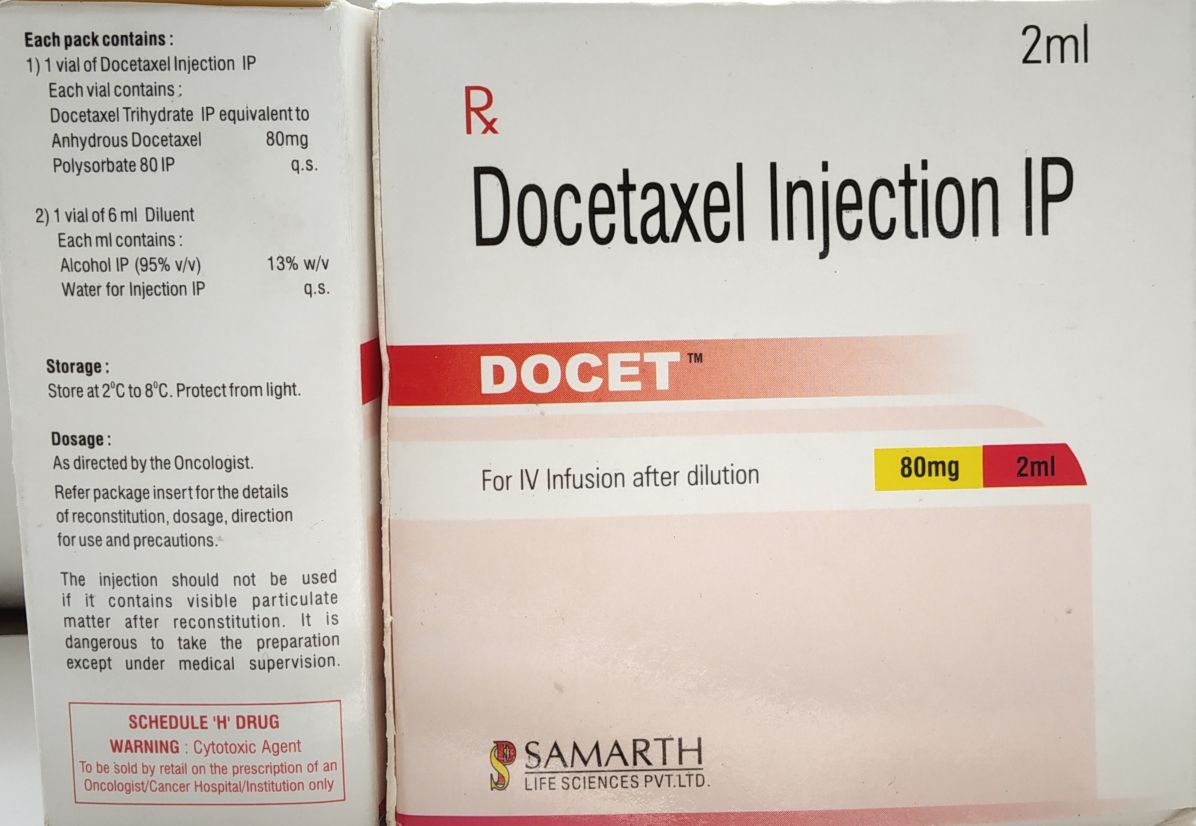 Each pack contains :
1) 1 vial of Docetaxel Injection IP
Each vial contains :
Docetaxel Trihydrate IP equivalent to
Anhydrous Docetaxel 80mg
Polysorbate 80 IP q.s.
2) 1 vial of 6 ml Diluent
Each ml contains :
Alcohol IP (95% v/v) 13% w/v
Water for Injection IP q.s.
Storage :
Store at 2⁰C to 8⁰C. Protect from light.
Dosage :
As directed by the Oncologist.
Refer package insert for the details
of reconstitution, dosage, direction
for use and precautions.
The injection should not be used
if it contains visible particulate
matter after reconstitution. It is
dangerous to take the preparation
except under medical supervision.
SCHEDULE 'H' DRUG
WARNING : Cytotoxic Agent
To be sold by retail on the prescription of an
Oncologist/Cancer Hospital/Institution only
2ml
Rx
Docetaxel Injection IP
DOCET™
For IV Infusion after dilution
80mg 2ml
SAMARTH
LIFE SCIENCES PVT.LTD.